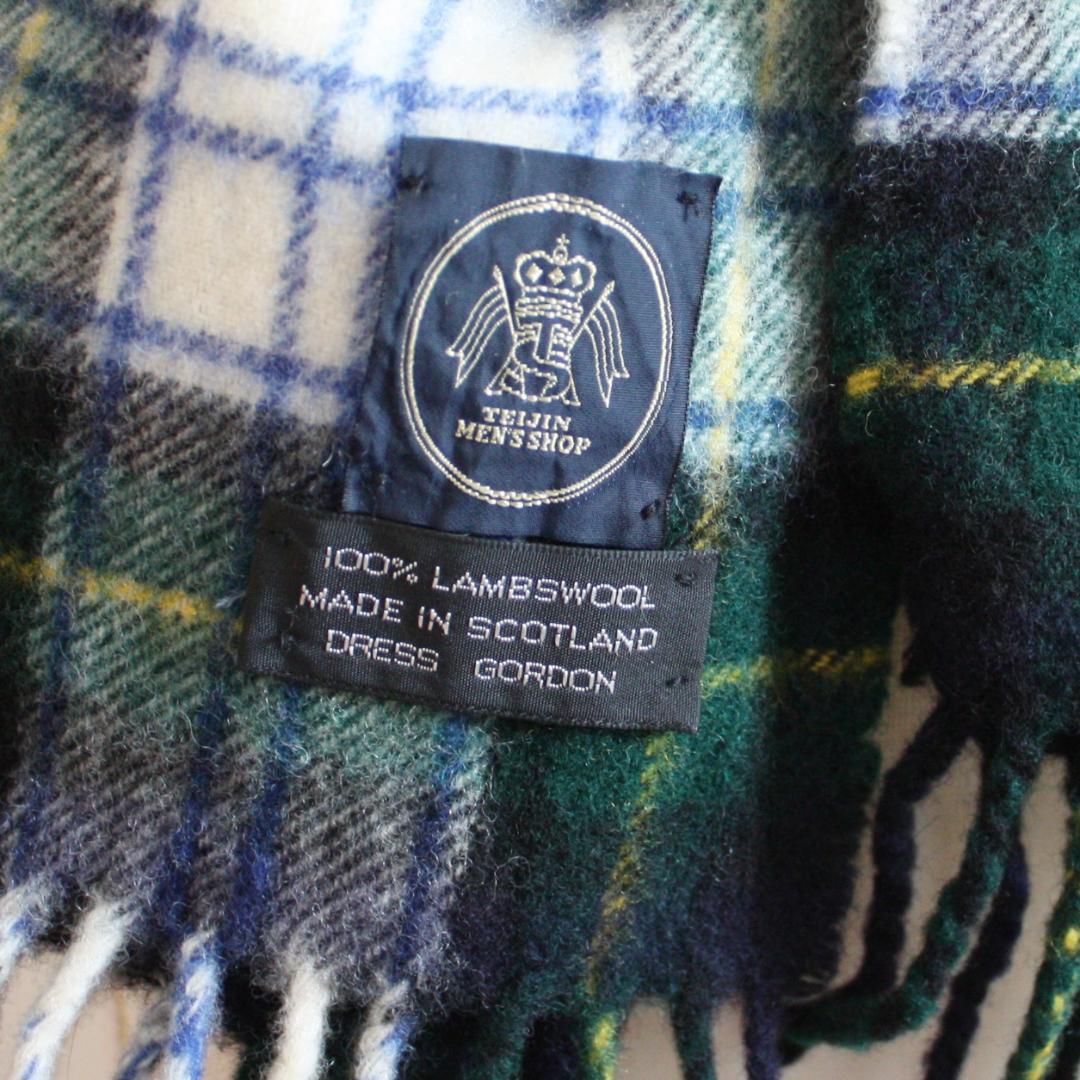 TEIJIN
MEN'S SHOP
100% LAMBSWOOL
MADE IN SCOTLAND
DRESS GORDON